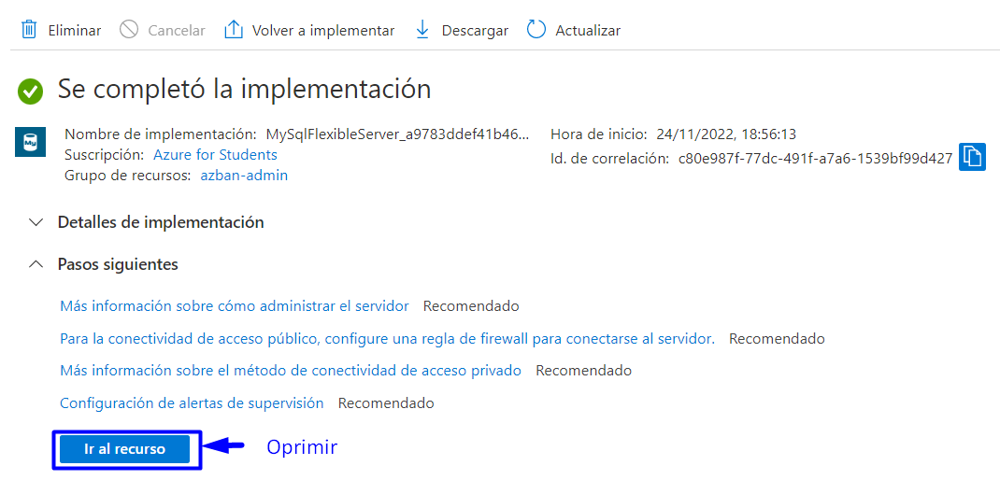 Eliminar Cancelar Volver a implementar Descargar Actualizar
Se completó la implementación
My
Nombre de implementación: MySqlFlexibleServer_a9783ddef41b46...
Suscripción: Azure for Students
Grupo de recursos: azban-admin
Hora de inicio: 24/11/2022, 18:56:13
Id. de correlación: c80e987f-77dc-491f-a7a6-1539bf99d427
Detalles de implementación
Pasos siguientes
Más información sobre cómo administrar el servidor Recomendado
Para la conectividad de acceso público, configure una regla de firewall para conectarse al servidor. Recomendado
Más información sobre el método de conectividad de acceso privado Recomendado
Configuración de alertas de supervisión Recomendado
Ir al recurso Oprimir